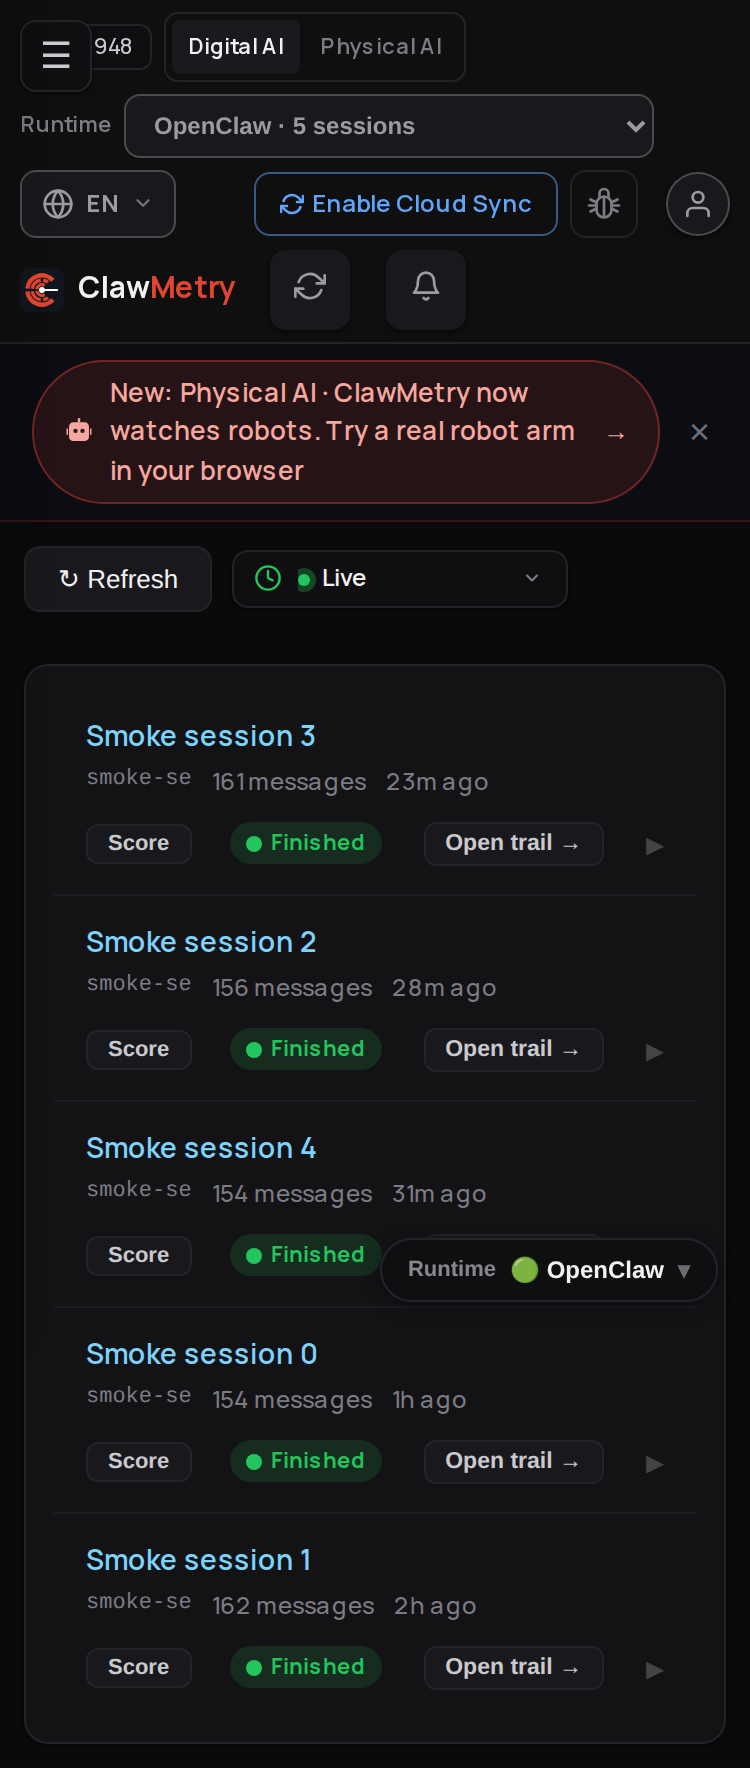 948
Digital AI
Physical AI
Runtime
OpenClaw · 5 sessions
EN
Enable Cloud Sync
ClawMetry
New: Physical AI · ClawMetry now
watches robots. Try a real robot arm →
in your browser
×
↻ Refresh
Live
Smoke session 3
smoke-se 161 messages 23m ago
Score Finished Open trail → ▶
Smoke session 2
smoke-se 156 messages 28m ago
Score Finished Open trail → ▶
Smoke session 4
smoke-se 154 messages 31m ago
Score Finished
Runtime OpenClaw ▼
Smoke session 0
smoke-se 154 messages 1h ago
Score Finished Open trail → ▶
Smoke session 1
smoke-se 162 messages 2h ago
Score Finished Open trail → ▶